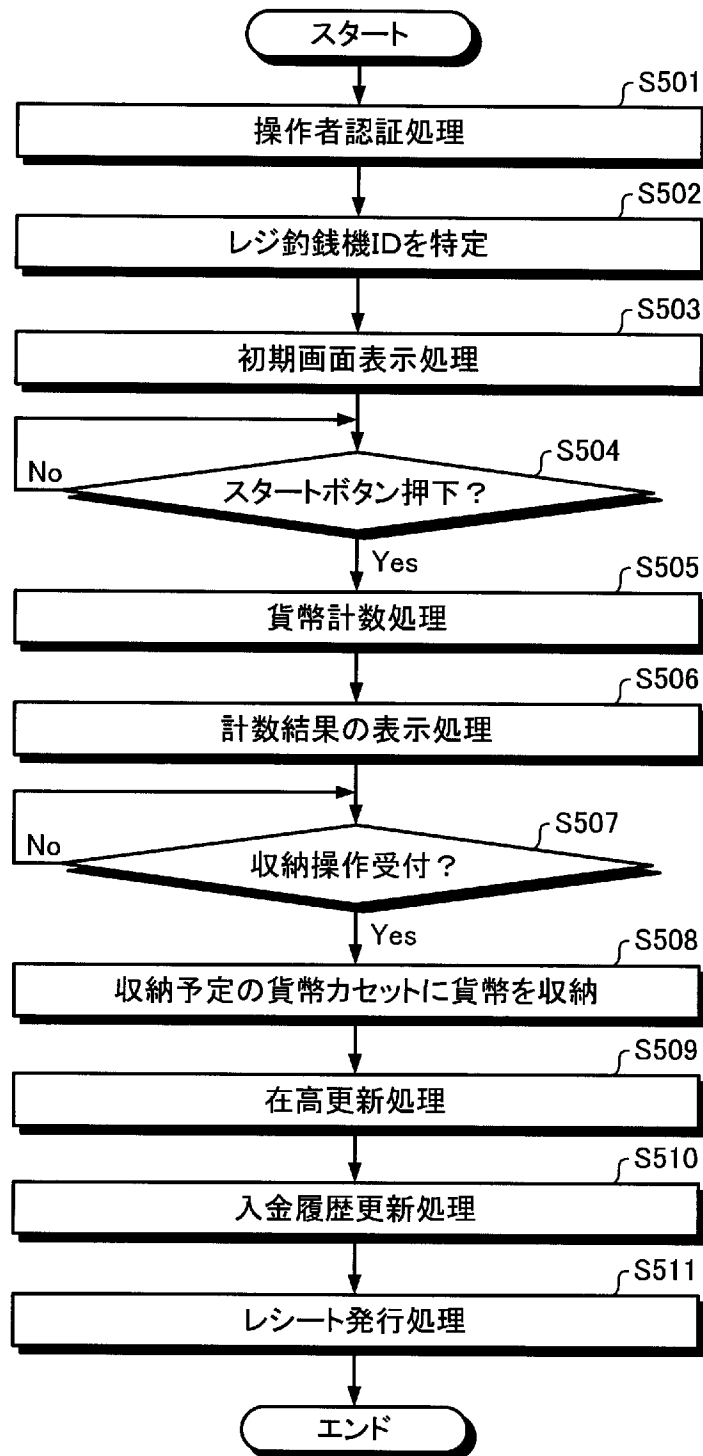 スタート
S501
操作者認証処理
S502
レジ釣銭機IDを特定
S503
初期画面表示処理
S504
No
スタートボタン押下？
Yes
S505
貨幣計数処理
S506
計数結果の表示処理
S507
No
収納操作受付？
Yes
S508
収納予定の貨幣カセットに貨幣を収納
S509
在高更新処理
S510
入金履歴更新処理
S511
レシート発行処理
エンド